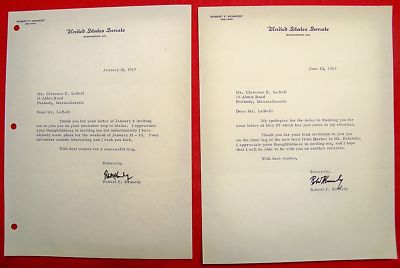 ROBERT F. KENNEDY
NEW YORK
United States Senate
WASHINGTON, D.C.
January 1967
Mr. Clarence E. LeBell
16 Alden Road
Peabody, Massachusetts
Dear Mr. LeBell:
Thank you for your letter of January 4
inviting me to join you on your snowshoe trip to Maine. I appreciate
your thoughtfulness in inviting me but unfortunately I have
already made plans for the weekend of January 21 - 23. Your
adventure sounds convincing and I wish you luck.
With best wishes for a successful trip,
Sincerely,
Robert F. Kennedy
ROBERT F. KENNEDY
NEW YORK
United States Senate
WASHINGTON, D.C.
June 1967
Mr. Clarence E. LeBell
16 Alden Road
Peabody, Massachusetts
Dear Mr. LeBell:
My apologies for the delay in thanking you for
your letter of May 29 which has just come to my attention.
Thank you for your kind invitation to join you
on the final leg of the new trail from Quebec to Mt. Katahdin.
I appreciate your thoughtfulness in inviting me, and I hope
that I will be able to be with you on another occasion.
With best wishes,
Sincerely,
Robert F. Kennedy